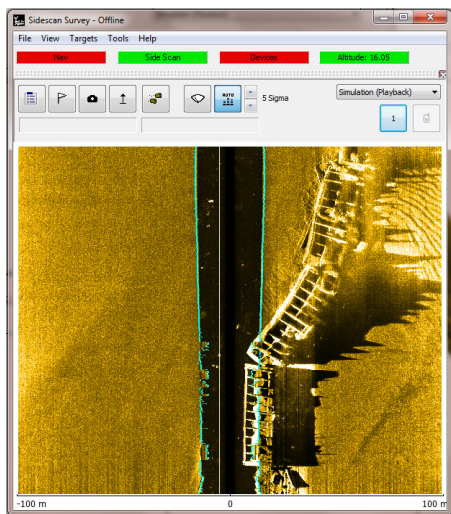 Sidescan Survey - Offline
File View Targets Tools Help
Nav Side Scan Devices Altitude: 16.05
AUTO 5 Sigma Simulation (Playback)
1
-100 m 0 100 m